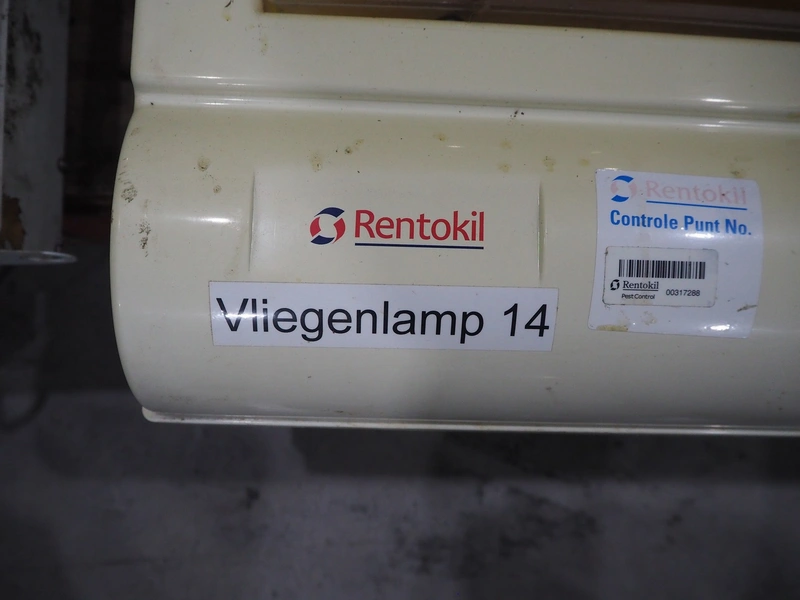 Rentokil
Vliegenlamp 14
Rentokil
Controle Punt No.
Rentokil
Pest Control 00317288